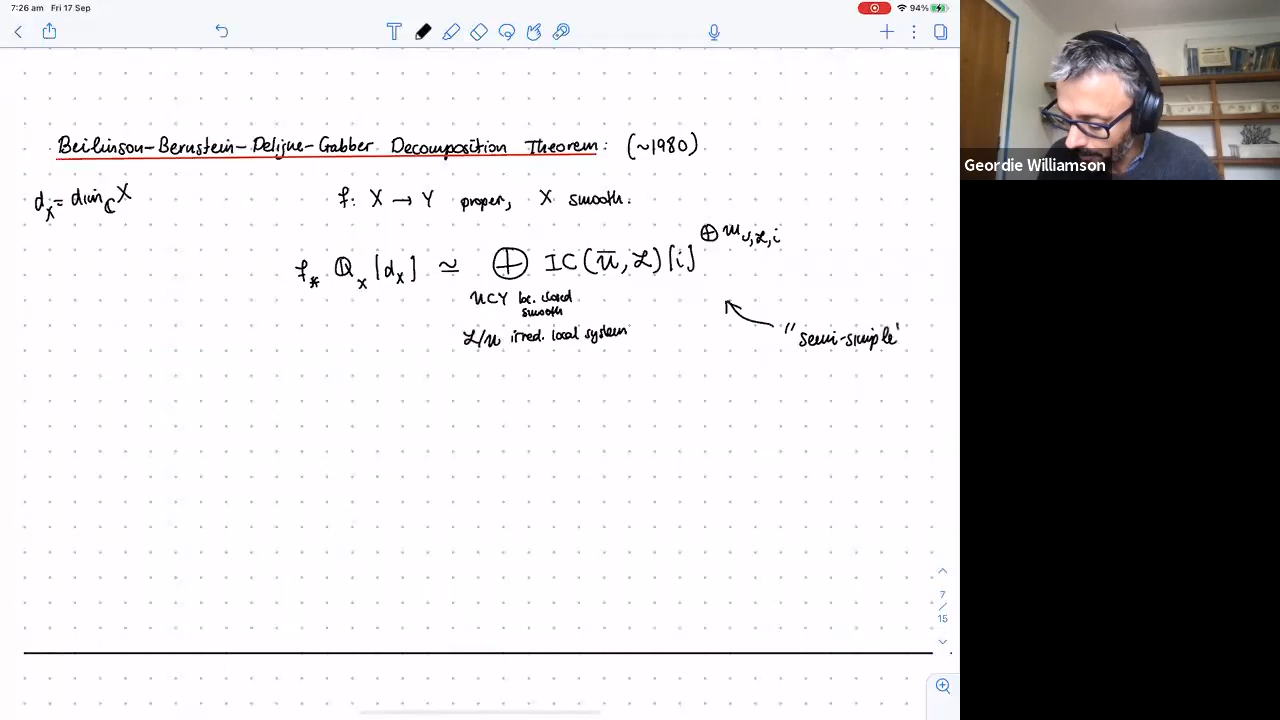 7:26 am Fri 17 Sep
94%
Geordie Williamson
Beilinson-Bernstein-Deligne-Gabber Decomposition Theorem: (~1980)
d_X = dim_ℂ X
f: X → Y proper, X smooth.
f_* ℚ_X [d_X] ≃ ⊕ IC(Ū, ℒ)[i]^{⊕ m_{U,ℒ,i}}
U ⊂ Y loc. closed
smooth
ℒ/U irred. local system
"semi-simple"
7
/
15